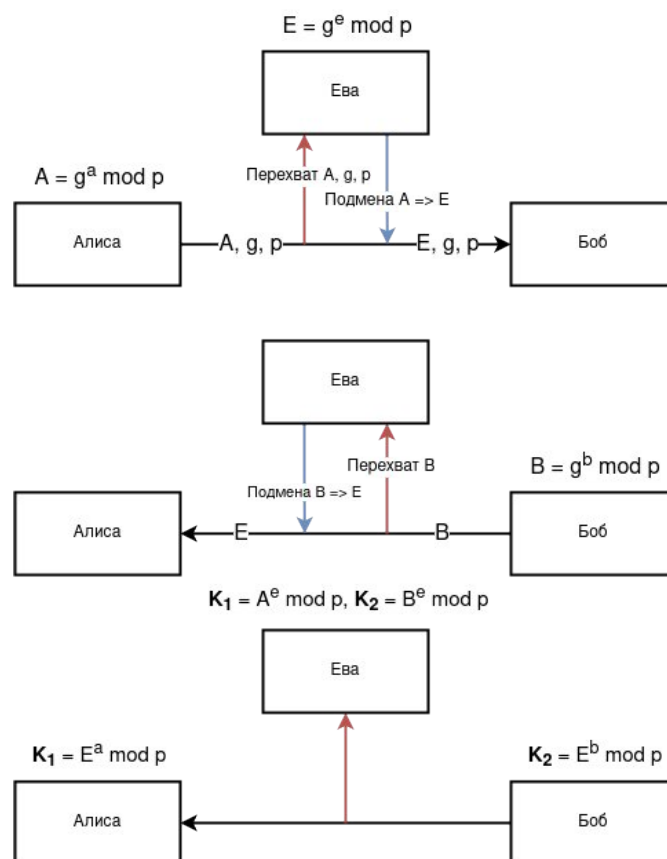 E = g^e mod p
Ева
A = g^a mod p
Перехват A, g, p
Подмена A => E
Алиса
A, g, p
E, g, p
Боб
Ева
Перехват B
B = g^b mod p
Подмена B => E
Алиса
E
B
Боб
K₁ = A^e mod p, K₂ = B^e mod p
Ева
K₁ = E^a mod p
K₂ = E^b mod p
Алиса
Боб